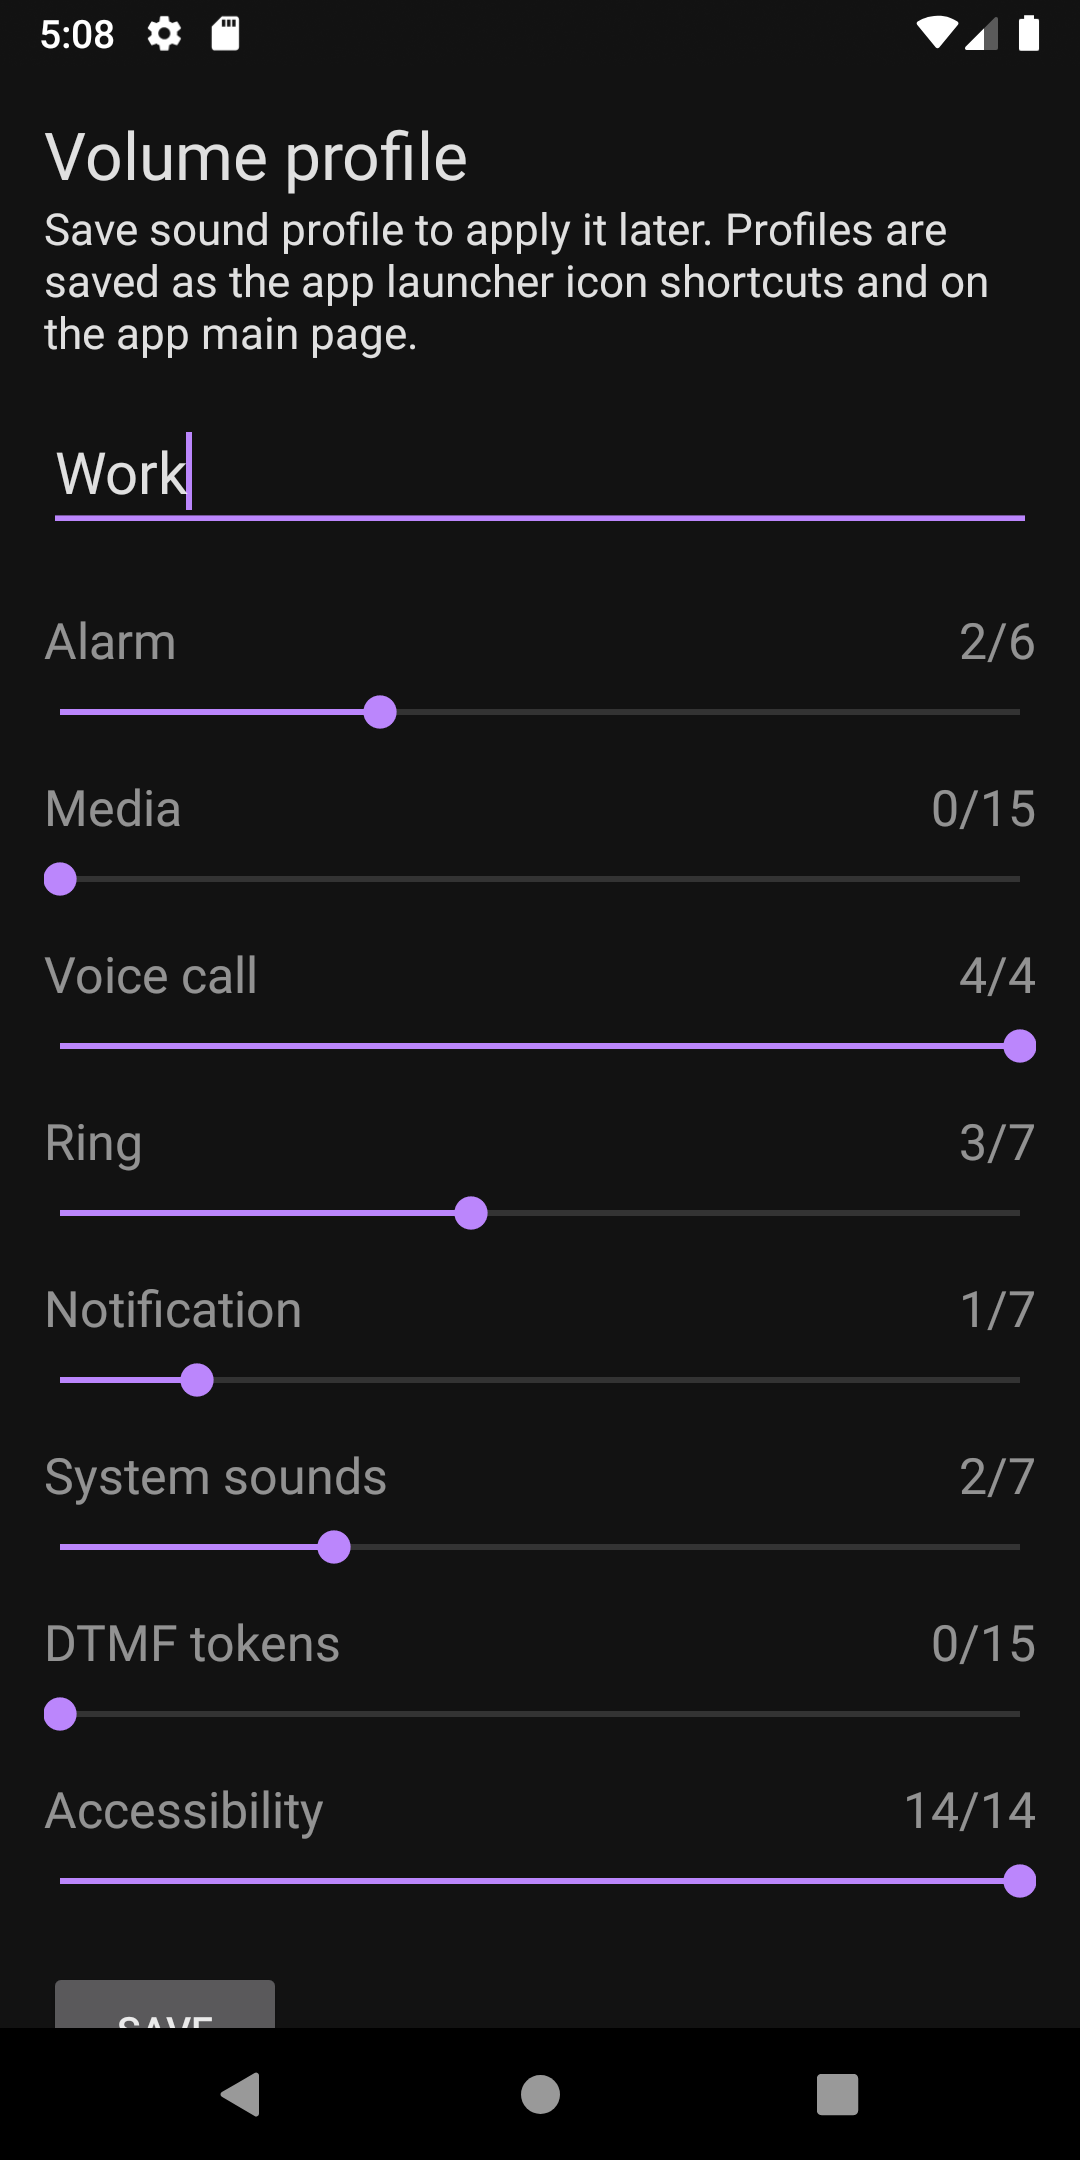 5:08
Volume profile
Save sound profile to apply it later. Profiles are
saved as the app launcher icon shortcuts and on
the app main page.
Work
Alarm 2/6
Media 0/15
Voice call 4/4
Ring 3/7
Notification 1/7
System sounds 2/7
DTMF tokens 0/15
Accessibility 14/14
SAVE